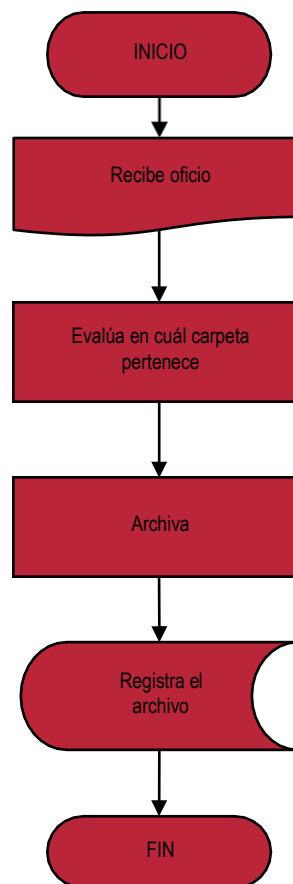 INICIO
Recibe oficio
Evalúa en cuál carpeta
pertenece
Archiva
Registra el
archivo
FIN